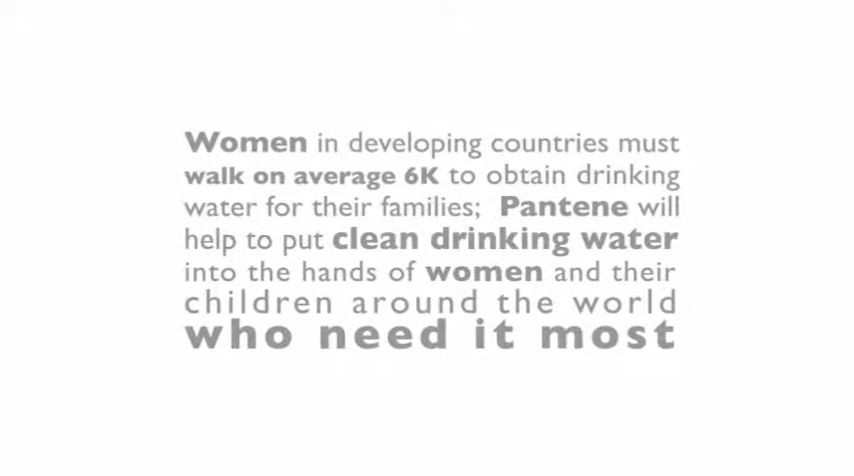 Women in developing countries must
walk on average 6K to obtain drinking
water for their families; Pantene will
help to put clean drinking water
into the hands of women and their
children around the world
who need it most